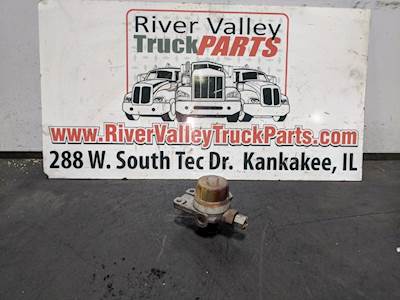 River Valley
TruckPARTS
www.RiverValleyTruckParts.com
288 W. South Tec Dr. Kankakee, IL